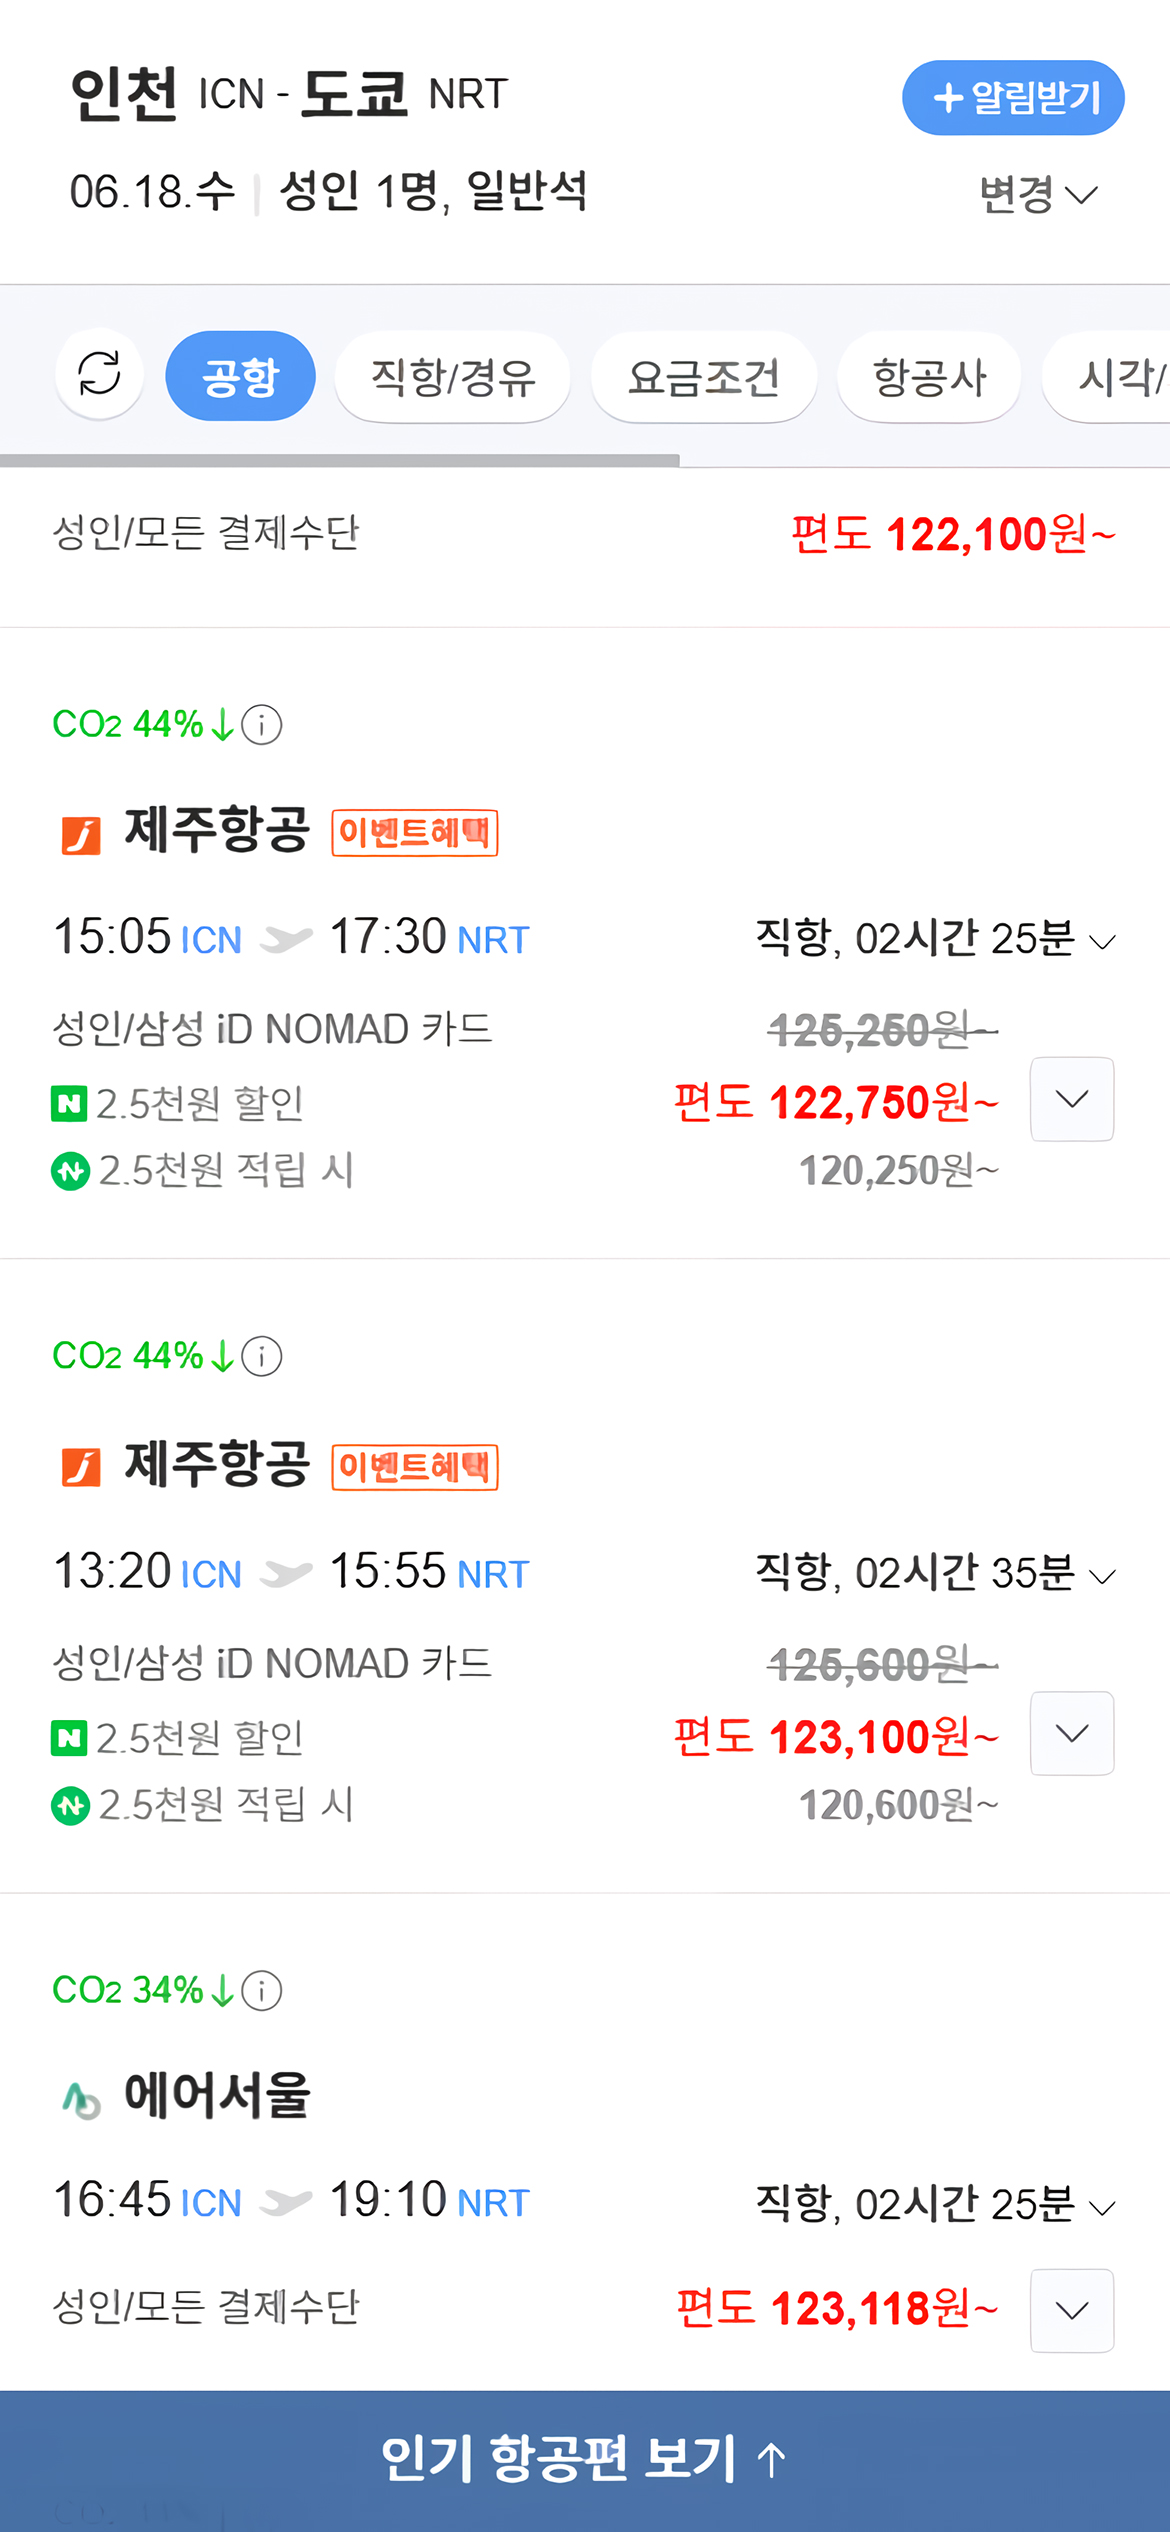 인천 ICN - 도쿄 NRT
+ 알림받기
06.18.수 | 성인 1명, 일반석
변경
공항 직항/경유 요금조건 항공사 시각/
성인/모든 결제수단 편도 122,100원~
CO2 44%↓
제주항공 이벤트혜택
15:05 ICN 17:30 NRT 직항, 02시간 25분
성인/삼성 iD NOMAD 카드 125,250원~
N 2.5천원 할인 편도 122,750원~
N 2.5천원 적립 시 120,250원~
CO2 44%↓
제주항공 이벤트혜택
13:20 ICN 15:55 NRT 직항, 02시간 35분
성인/삼성 iD NOMAD 카드 125,600원~
N 2.5천원 할인 편도 123,100원~
N 2.5천원 적립 시 120,600원~
CO2 34%↓
에어서울
16:45 ICN 19:10 NRT 직항, 02시간 25분
성인/모든 결제수단 편도 123,118원~
인기 항공편 보기 ↑